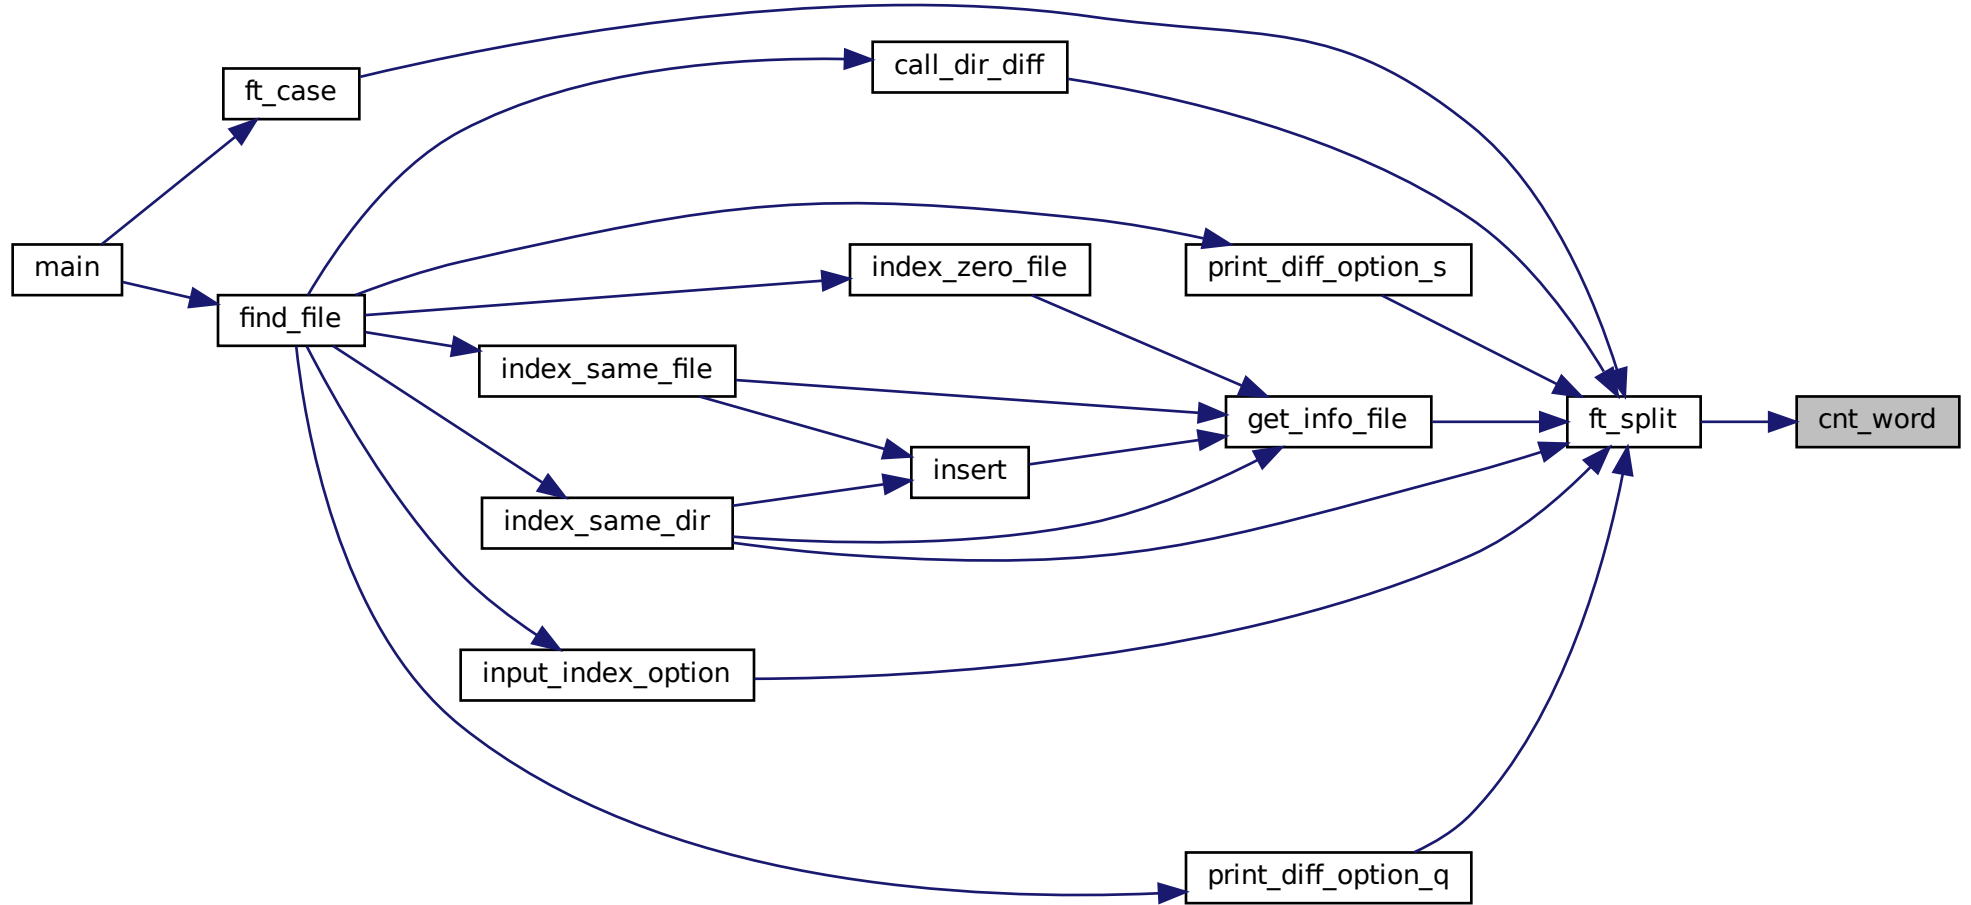 call_dir_diff
ft_case
main
index_zero_file
print_diff_option_s
find_file
index_same_file
get_info_file
ft_split
cnt_word
insert
index_same_dir
input_index_option
print_diff_option_q